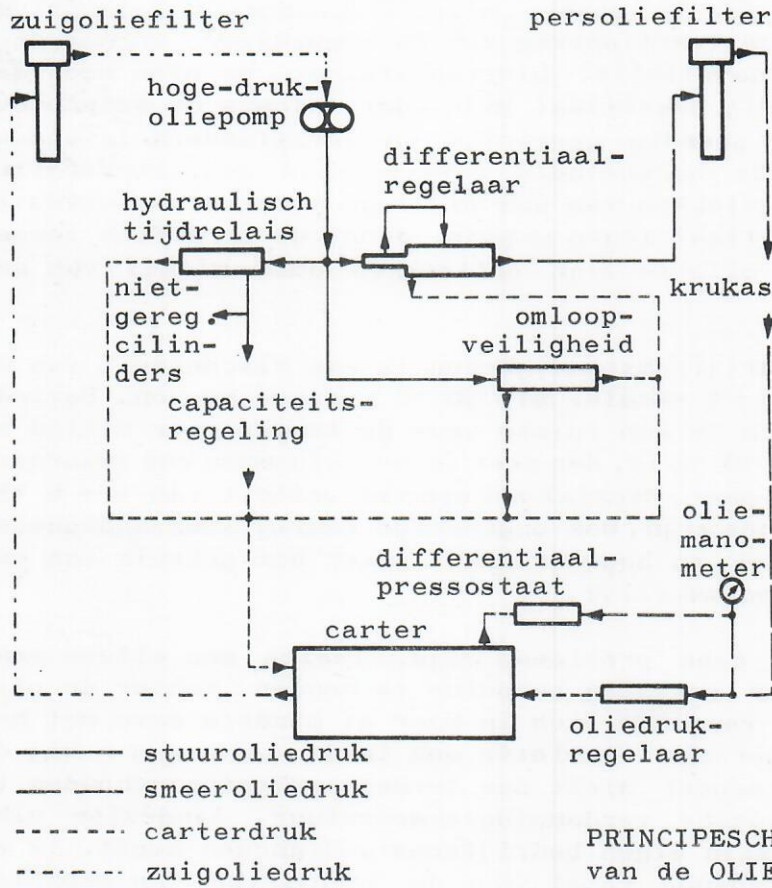 zuigoliefilter
persoliefilter
hoge-druk-
oliepomp
differentiaal-
regelaar
hydraulisch
tijdrelais
niet-
gereg.
cilin-
ders
krukas
omloop-
veiligheid
capaciteits-
regeling
olie-
mano-
meter
differentiaal-
pressostaat
carter
oliedruk-
regelaar
stuuroliedruk
smeeroliedruk
carterdruk
zuigoliedruk
PRINCIPESCH
van de OLIE